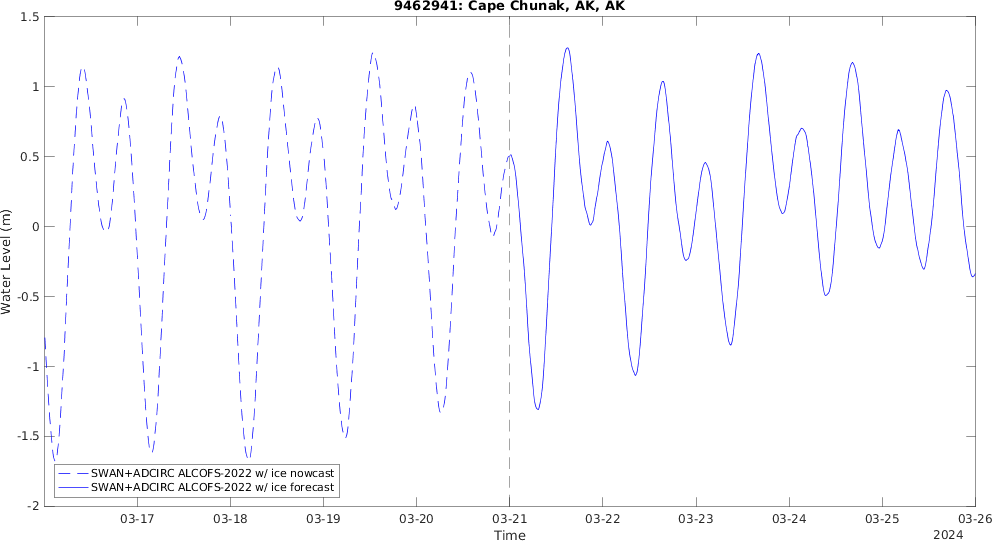 9462941: Cape Chunak, AK, AK
Water Level (m)
1.5
1
0.5
0
-0.5
-1
-1.5
-2
SWAN+ADCIRC ALCOFS-2022 w/ ice nowcast
SWAN+ADCIRC ALCOFS-2022 w/ ice forecast
03-17 03-18 03-19 03-20 03-21 03-22 03-23 03-24 03-25 03-26
Time
2024